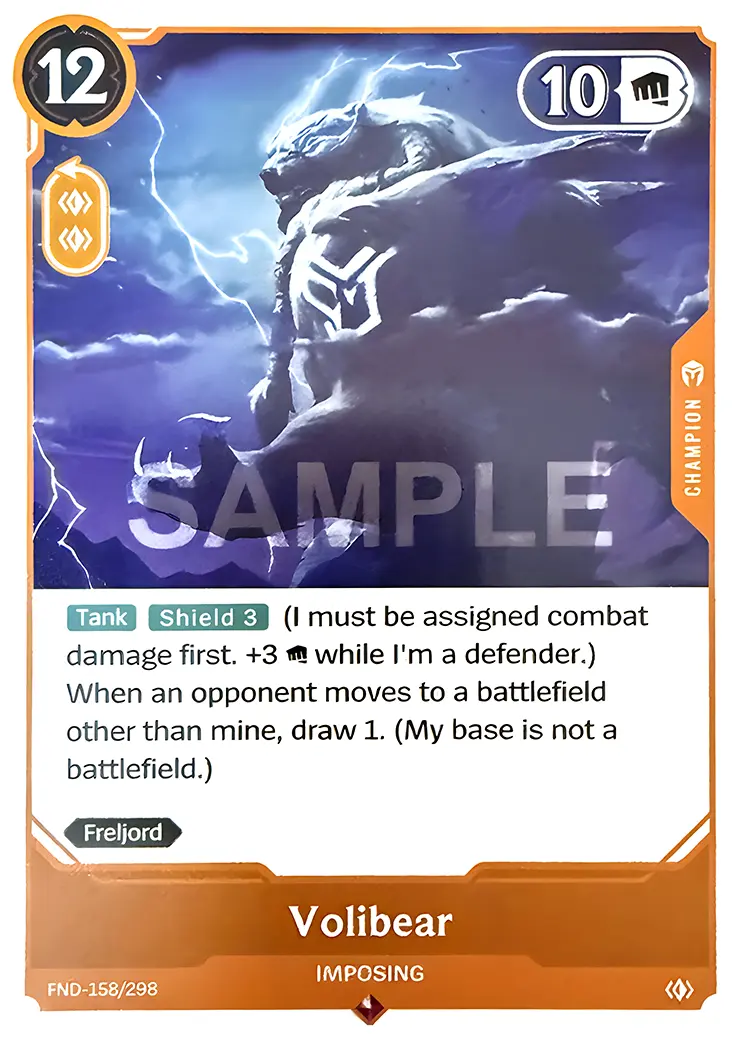 12
10
CHAMPION
SAMPLE
Tank Shield 3 (I must be assigned combat
damage first. +3 while I'm a defender.)
When an opponent moves to a battlefield
other than mine, draw 1. (My base is not a
battlefield.)
Freljord
Volibear
IMPOSING
FND-158/298